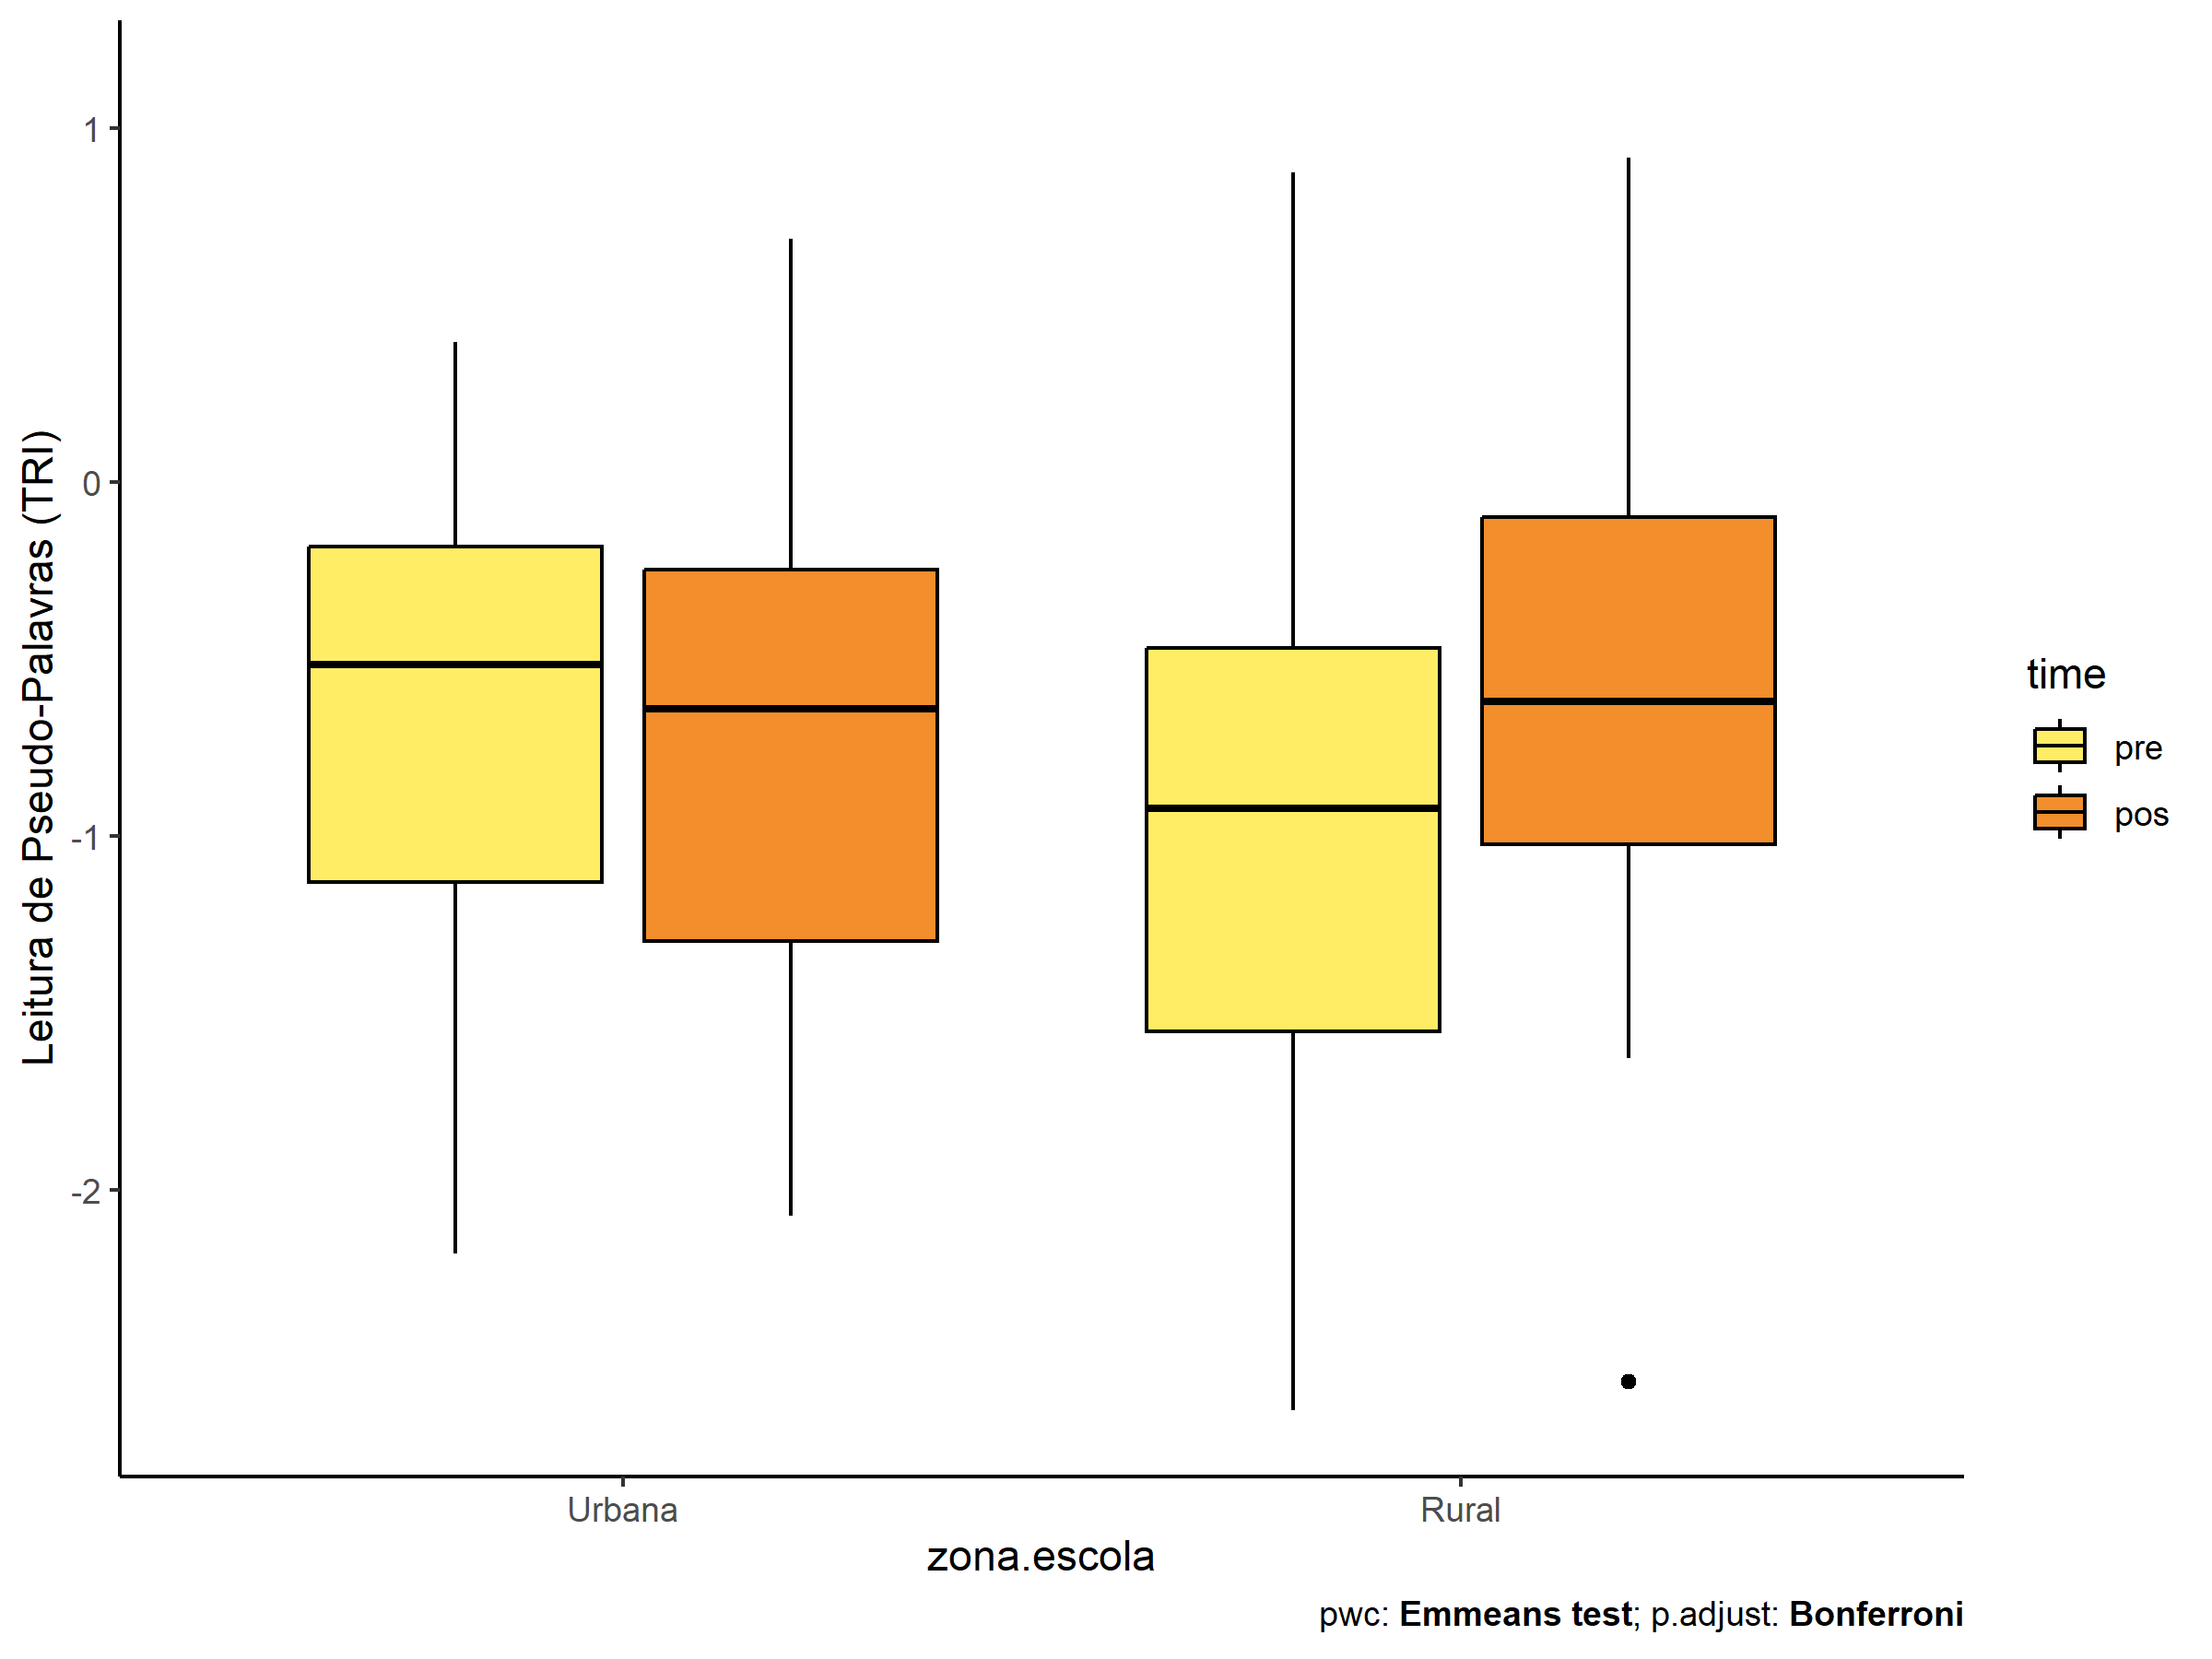 Leitura de Pseudo-Palavras (TRI)
1
0
-1
-2
Urbana
Rural
zona.escola
time
pre
pos
pwc: Emmeans test; p.adjust: Bonferroni